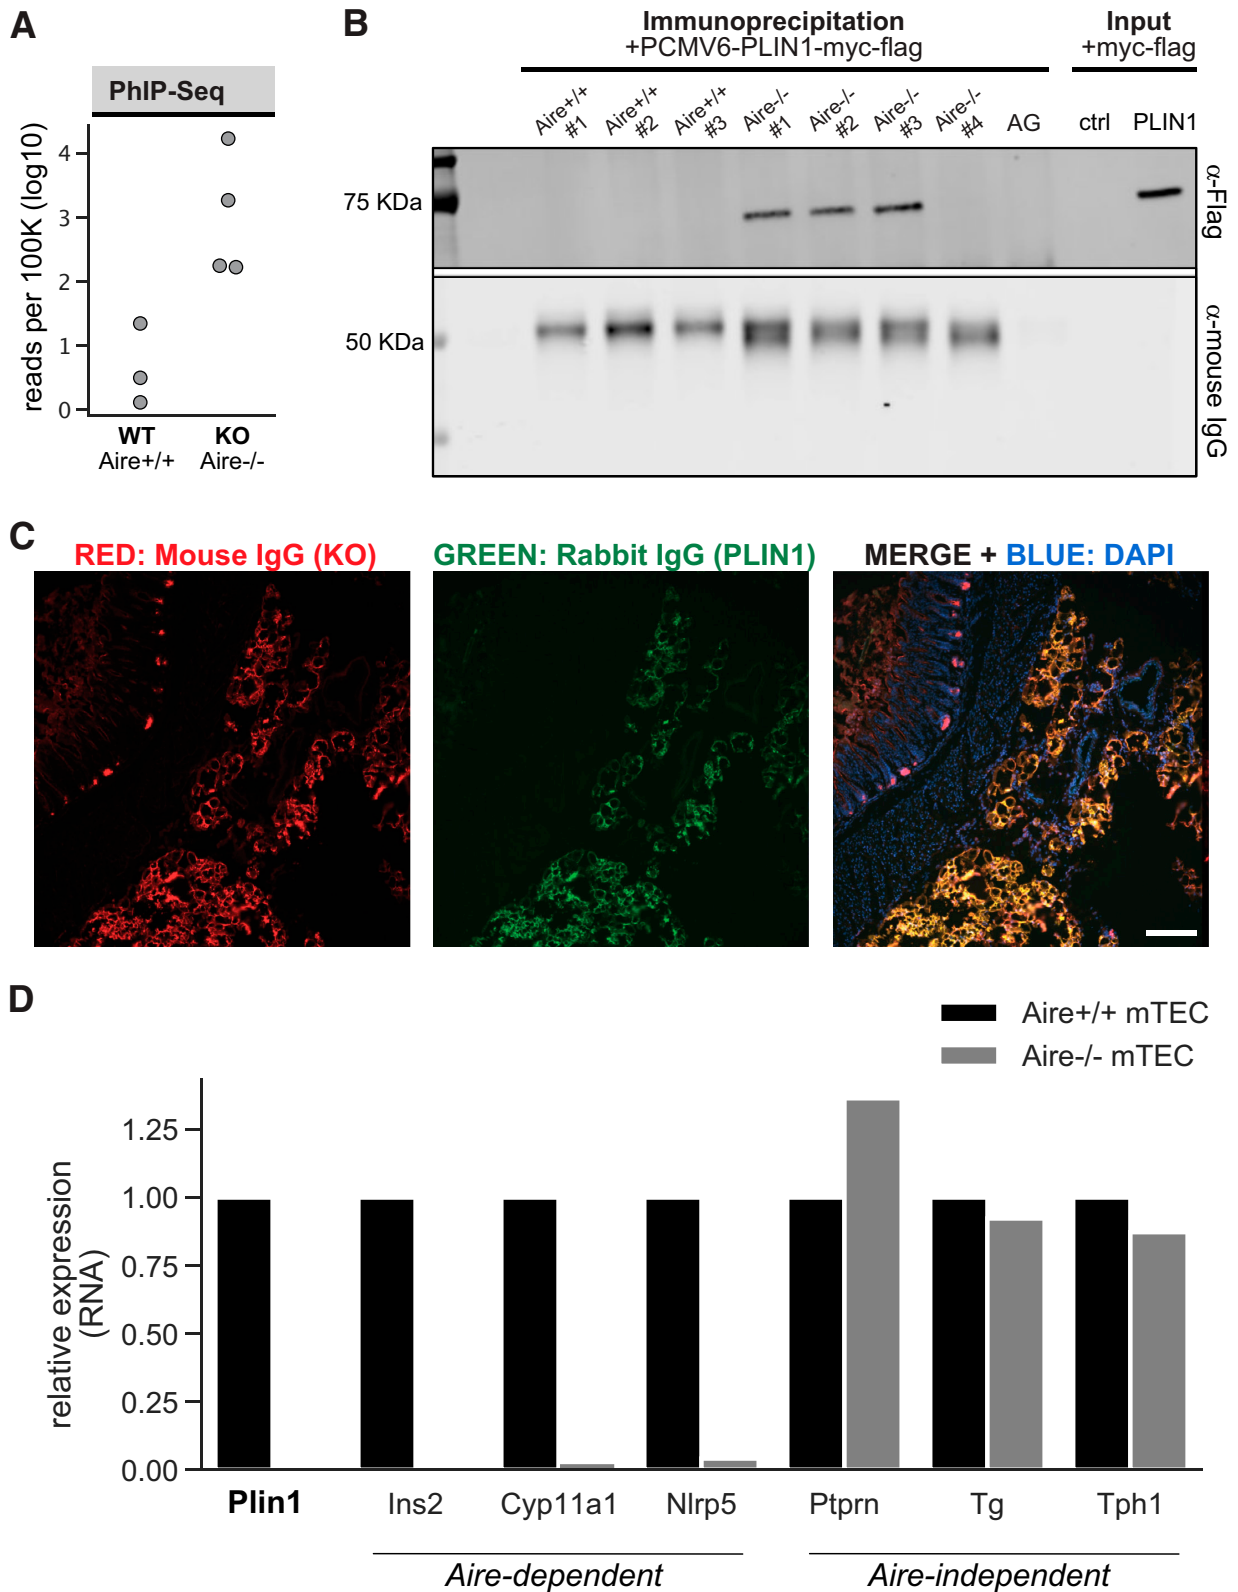 A
PhIP-Seq
reads per 100K (log10)
4
3
2
1
0
WT
Aire+/+
KO
Aire-/-
B
Immunoprecipitation
+PCMV6-PLIN1-myc-flag
Input
+myc-flag
Aire+/+
#1
Aire+/+
#2
Aire+/+
#3
Aire-/-
#1
Aire-/-
#2
Aire-/-
#3
Aire-/-
#4
AG
ctrl
PLIN1
75 KDa
α-Flag
50 KDa
α-mouse IgG
C
RED: Mouse IgG (KO)
GREEN: Rabbit IgG (PLIN1)
MERGE + BLUE: DAPI
D
Aire+/+ mTEC
Aire-/- mTEC
relative expression
(RNA)
1.25
1.00
0.75
0.50
0.25
0.00
Plin1
Ins2
Cyp11a1
Nlrp5
Ptprn
Tg
Tph1
Aire-dependent
Aire-independent